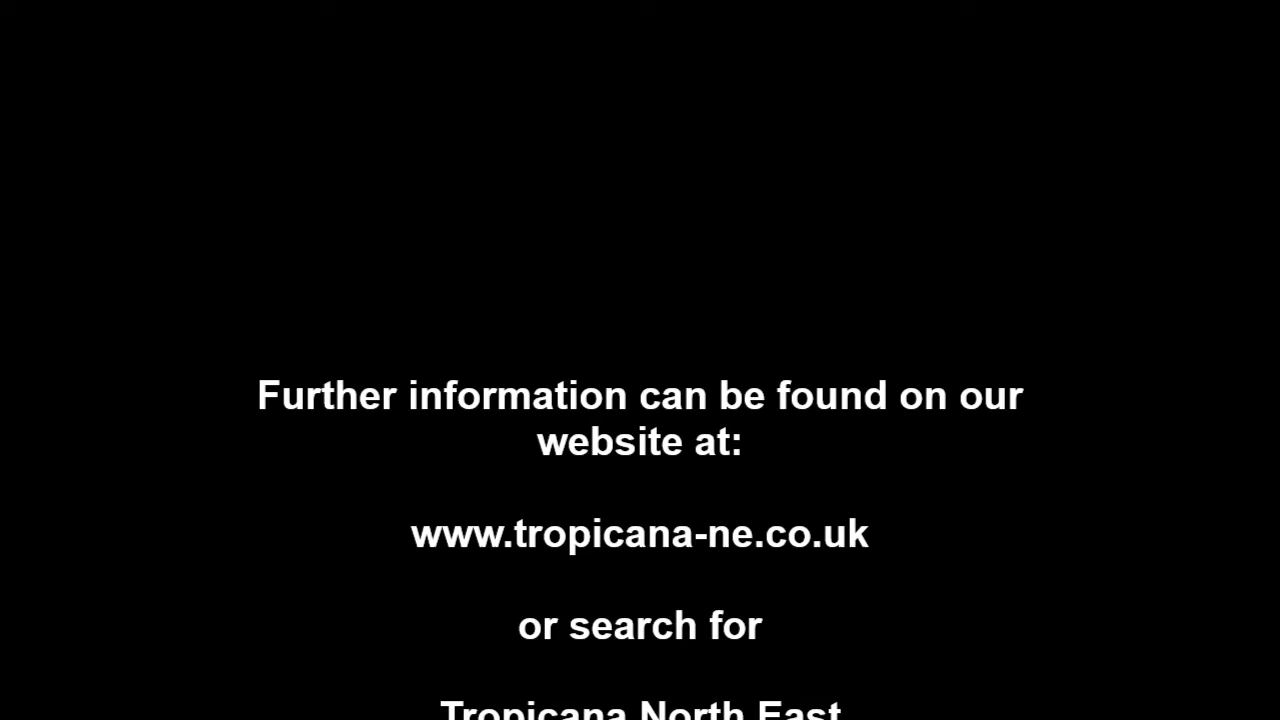 Further information can be found on our
website at:
www.tropicana-ne.co.uk
or search for
Tropicana North East